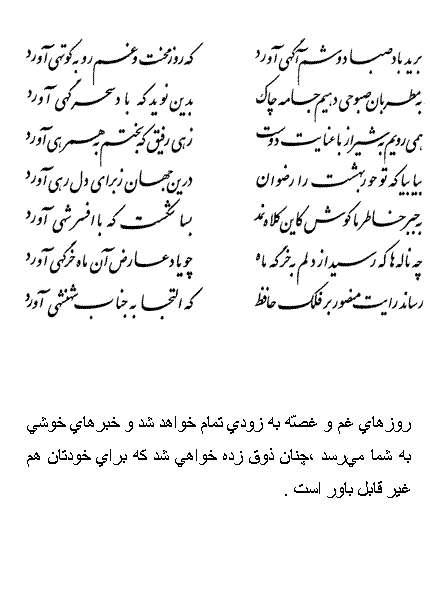 برید باد صبا دوشم آگهی آورد که روز محنت و غم رو به کوتهی آورد
به مطربان صبوحی دهیم جامه چاک بدین نوید که باد سحرگهی آورد
همی رویم به شیراز با عنایت دوست زهی رفیق که بختم به همرهی آورد
بیا بیا که تو حور بهشت را رضوان درین جهان ز برای دل رهی آورد
به جبر خاطر ما کوش کاین کلاه نمد بسا شکست که با افسر شهی آورد
چه ناله‌ها که رسید از دلم به خرگه ماه چو یاد عارض آن ماه خرگهی آورد
رساند رایت منصور بر فلک حافظ که التجا به جناب شهنشهی آورد
روزهاي غم و غصّه به زودي تمام خواهد شد و خبرهاي خوشي
به شما مي‌رسد ،چنان ذوق زده خواهي شد كه براي خودتان هم
غير قابل باور است .